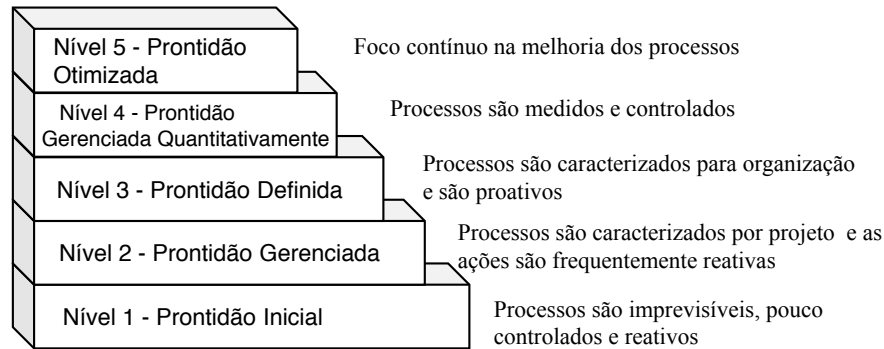 Nível 5 - Prontidão
Otimizada
Foco contínuo na melhoria dos processos
Nível 4 - Prontidão
Gerenciada Quantitativamente
Processos são medidos e controlados
Nível 3 - Prontidão Definida
Processos são caracterizados para organização
e são proativos
Nível 2 - Prontidão Gerenciada
Processos são caracterizados por projeto e as
ações são frequentemente reativas
Nível 1 - Prontidão Inicial
Processos são imprevisíveis, pouco
controlados e reativos